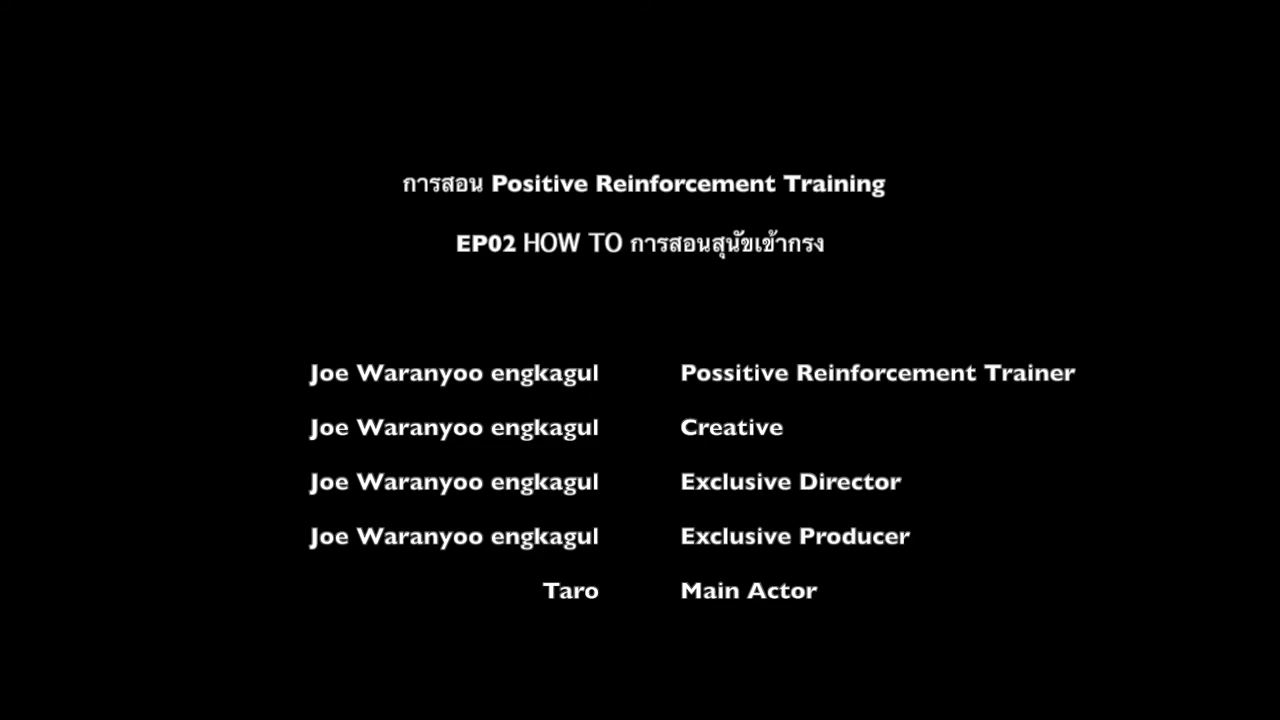 การสอน Positive Reinforcement Training
EP02 HOW TO การสอนสุนัขเข้ากรง
Joe Waranyoo engkagul Possitive Reinforcement Trainer
Joe Waranyoo engkagul Creative
Joe Waranyoo engkagul Exclusive Director
Joe Waranyoo engkagul Exclusive Producer
Taro Main Actor